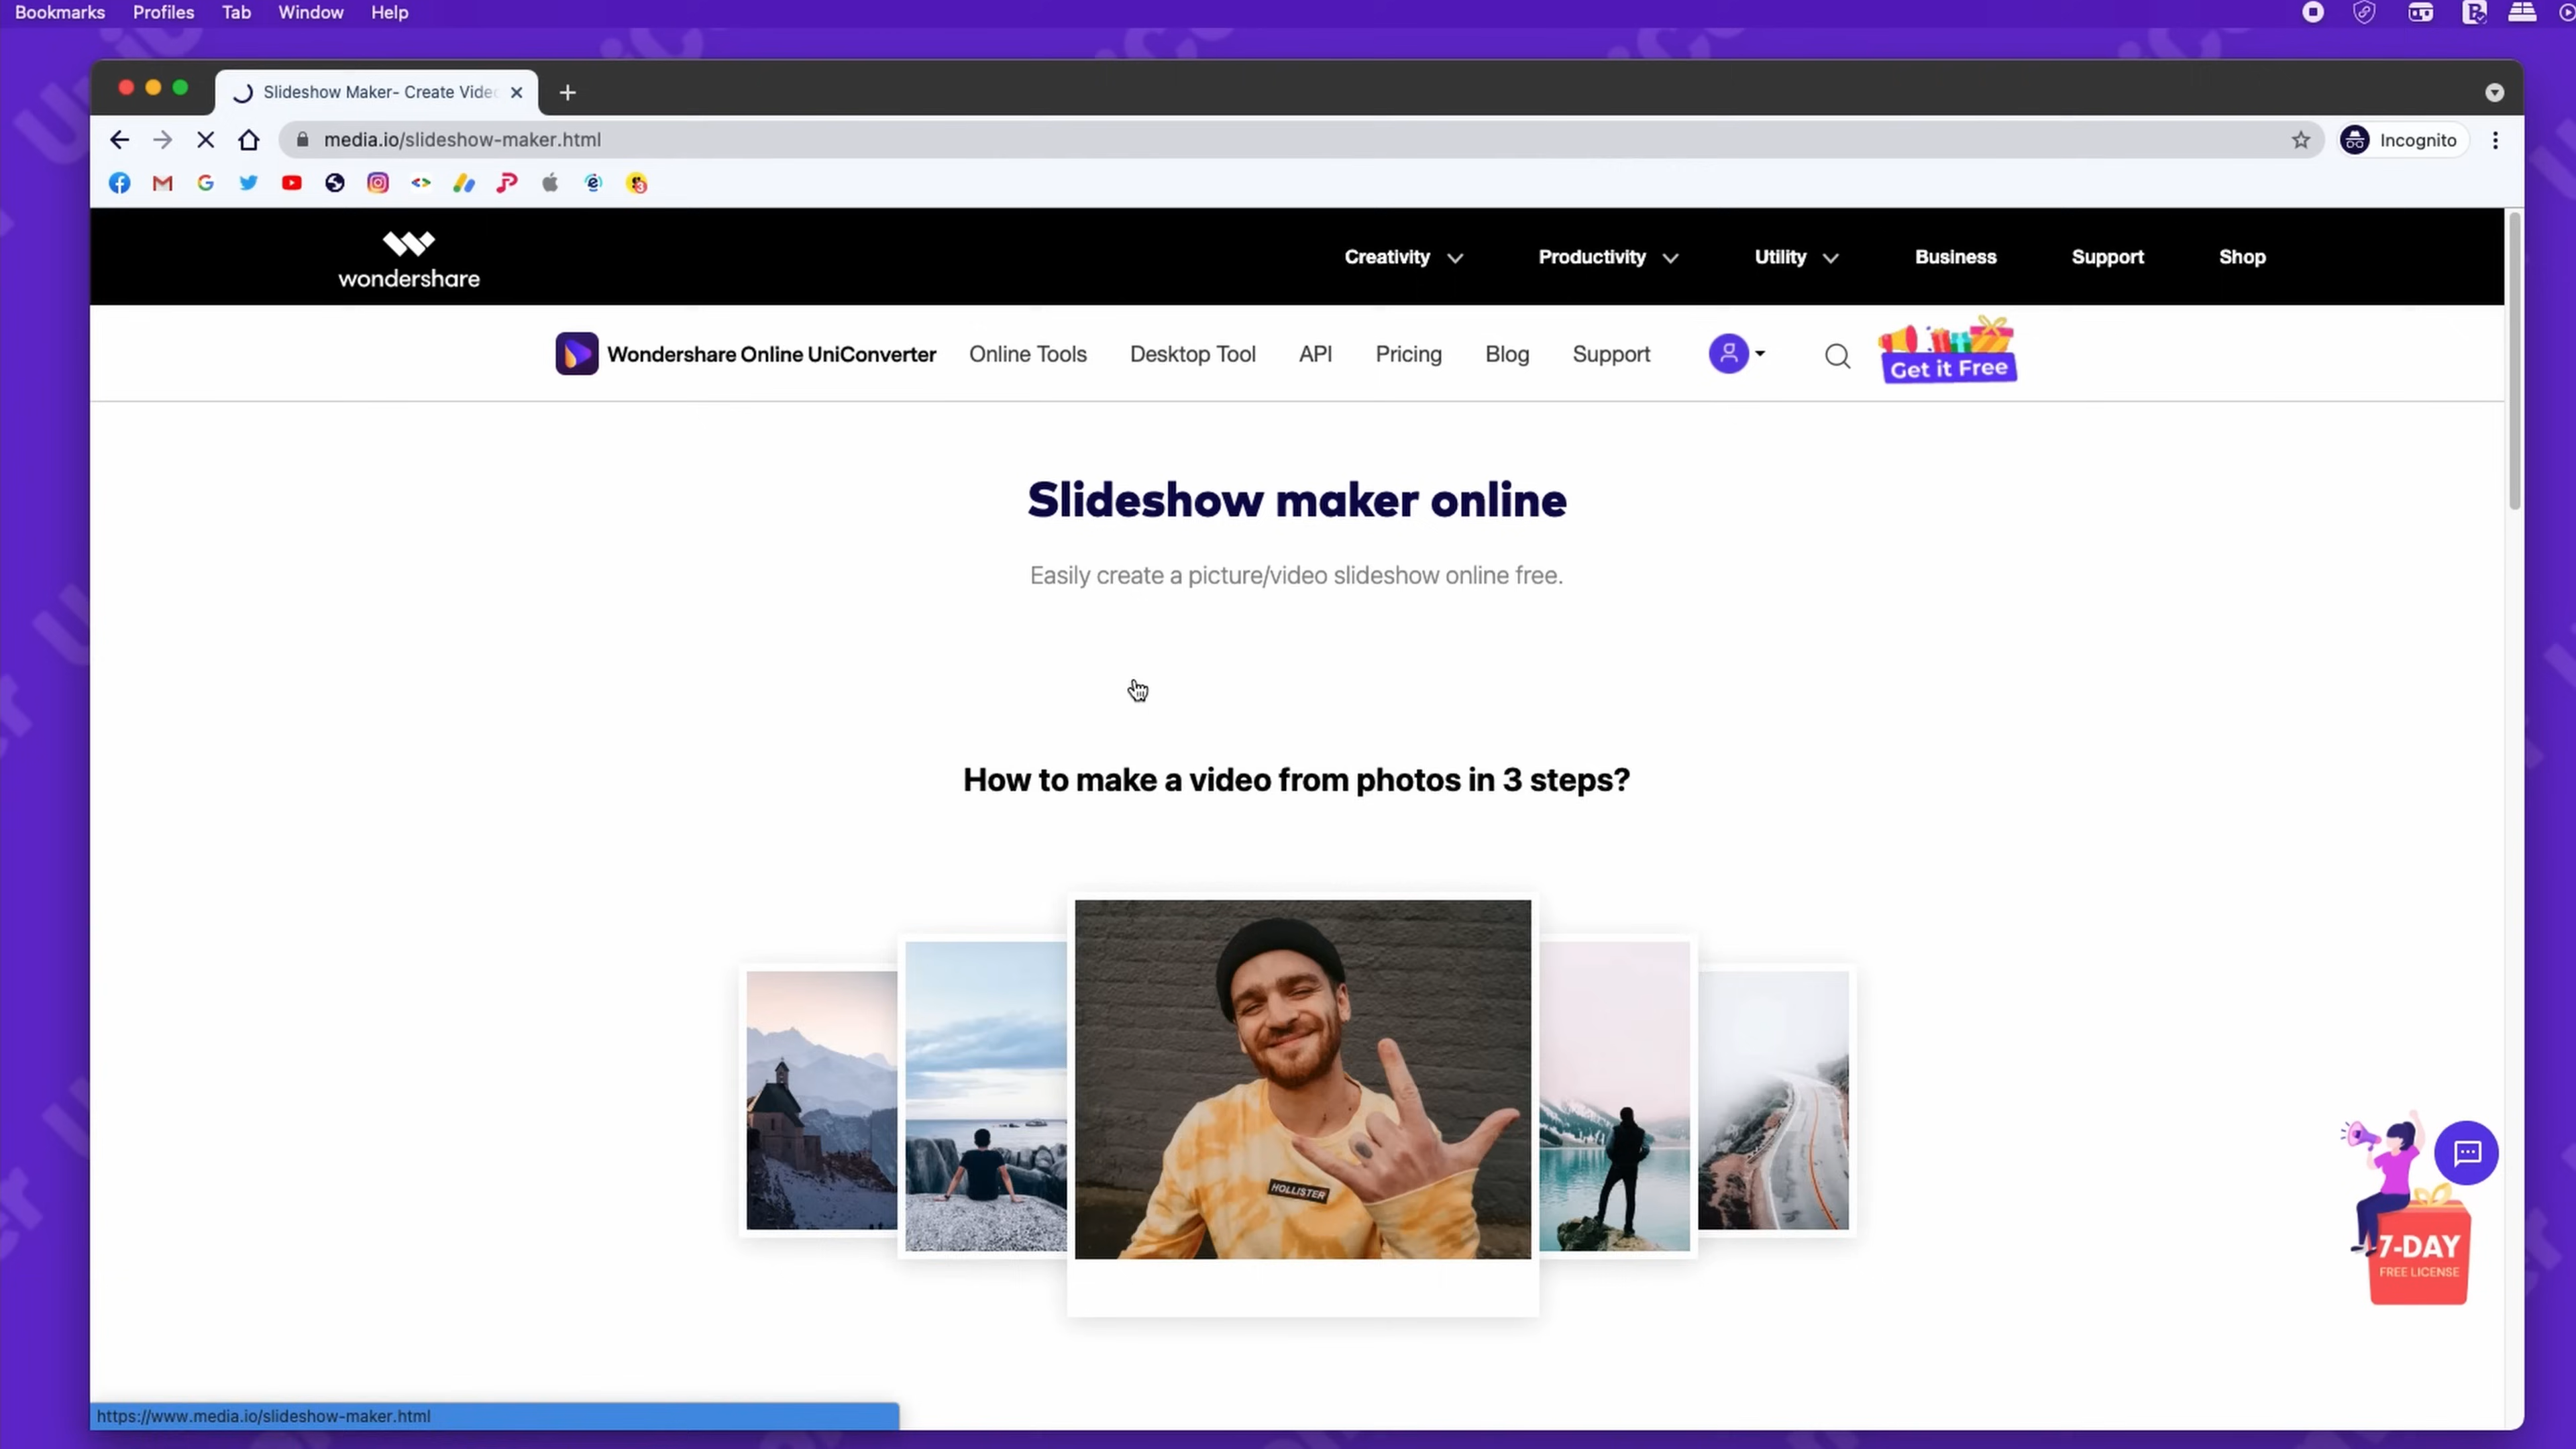 Bookmarks Profiles Tab Window Help
Slideshow Maker- Create Vide
media.io/slideshow-maker.html
Incognito
wondershare
Creativity Productivity Utility Business Support Shop
Wondershare Online UniConverter Online Tools Desktop Tool API Pricing Blog Support
Get it Free
Slideshow maker online
Easily create a picture/video slideshow online free.
How to make a video from photos in 3 steps?
HOLLISTER
7-DAY
FREE LICENSE
https://www.media.io/slideshow-maker.html